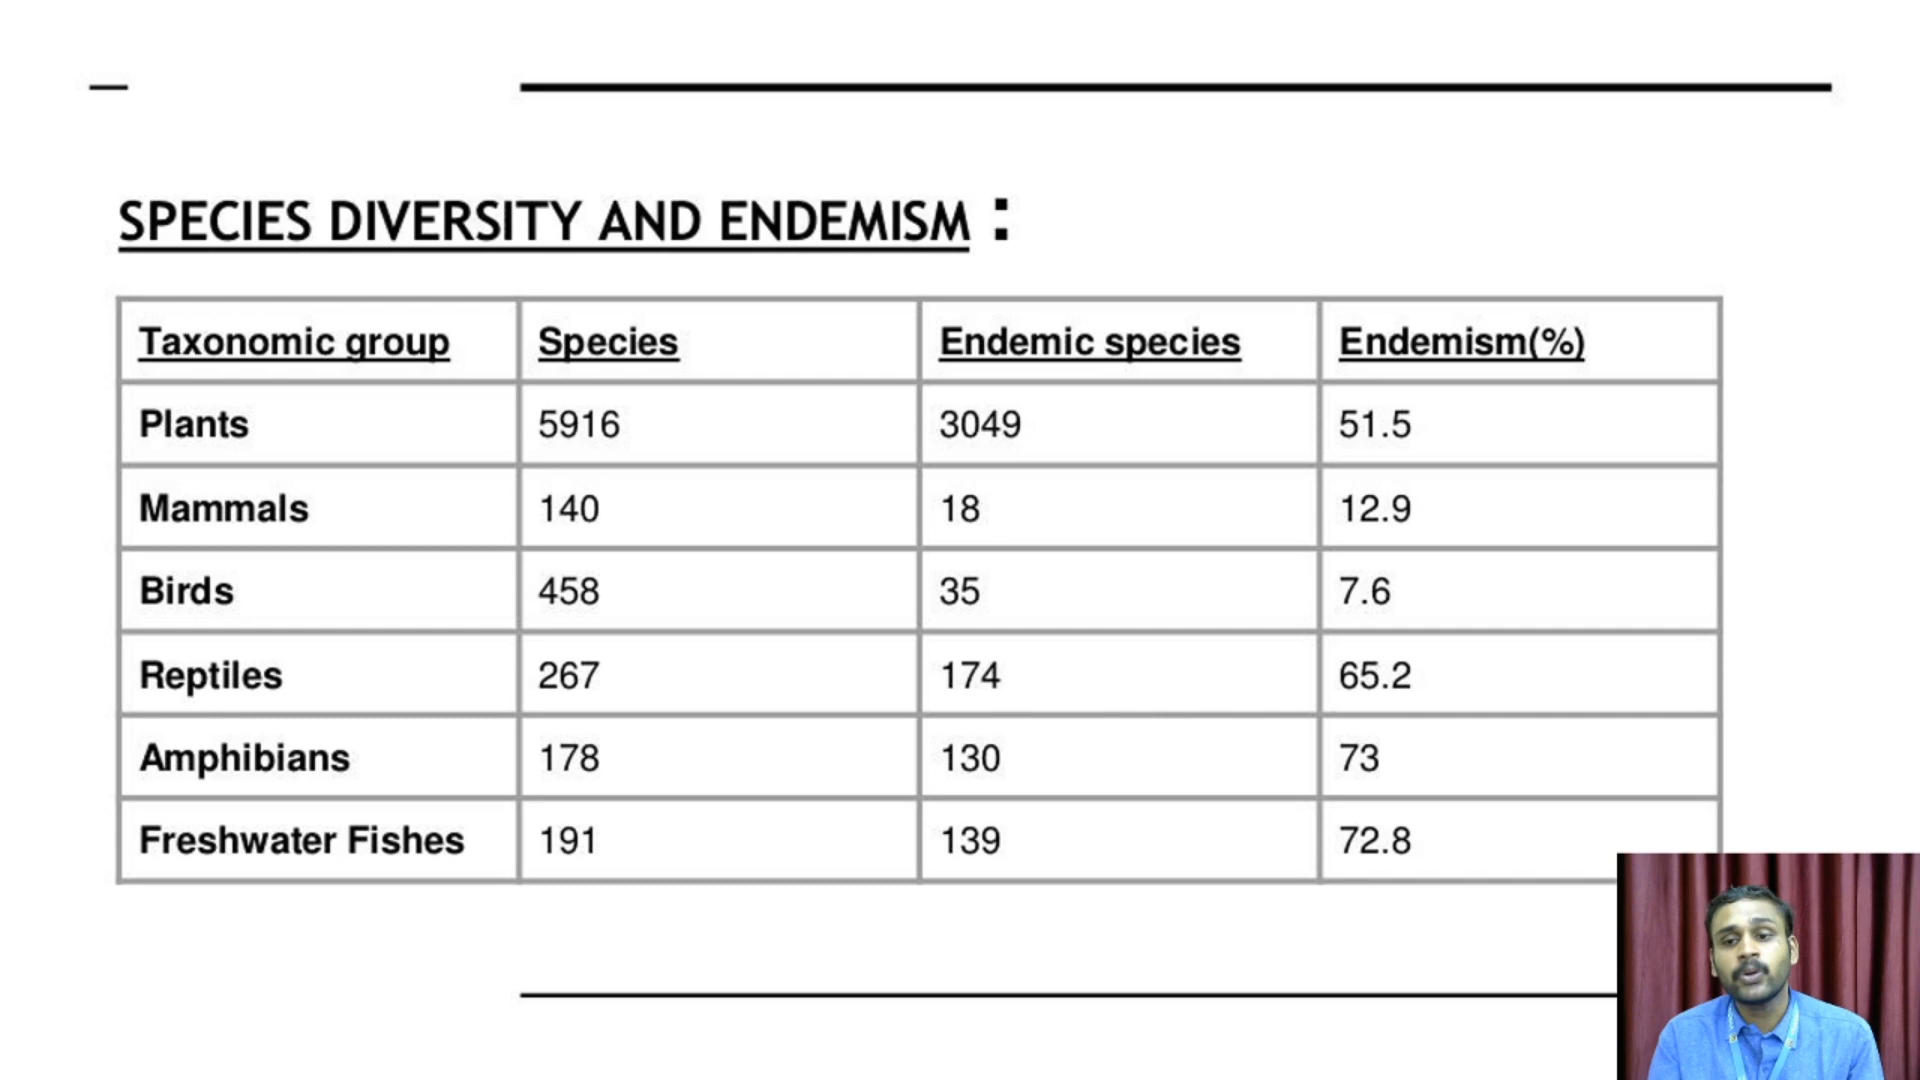 SPECIES DIVERSITY AND ENDEMISM :
Taxonomic group Species Endemic species Endemism(%)
Plants 5916 3049 51.5
Mammals 140 18 12.9
Birds 458 35 7.6
Reptiles 267 174 65.2
Amphibians 178 130 73
Freshwater Fishes 191 139 72.8